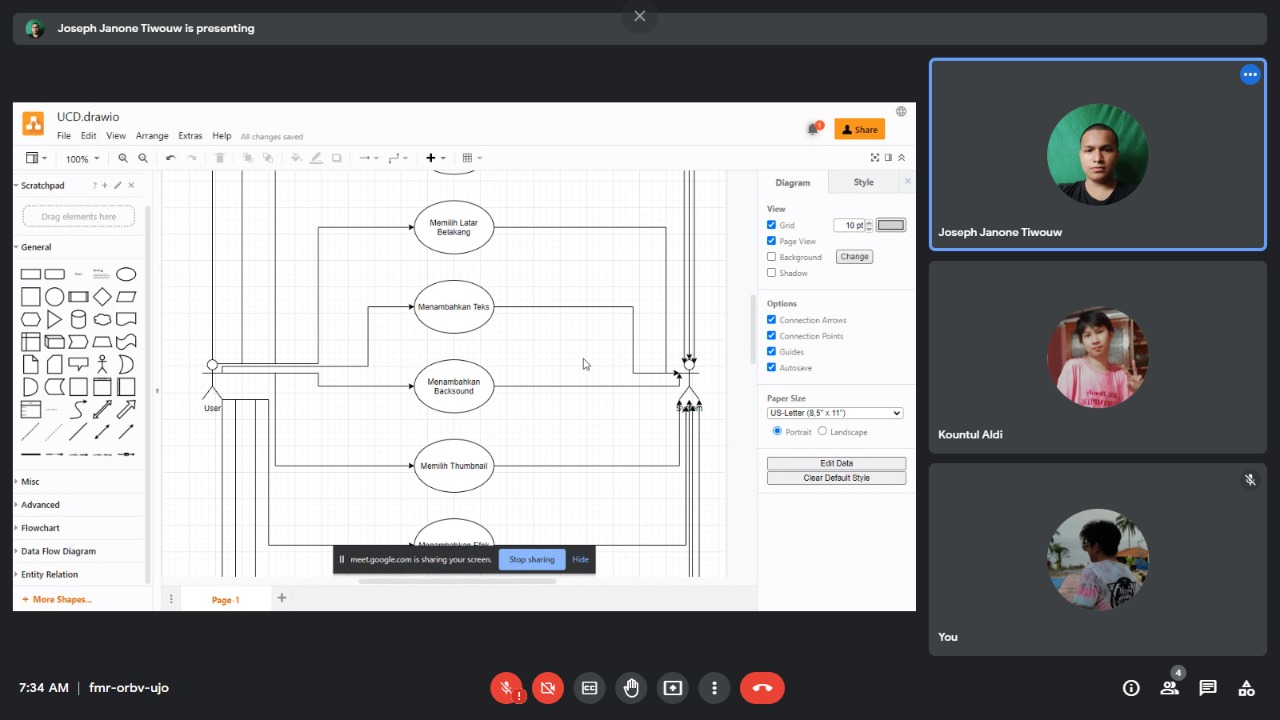 Joseph Janone Tiwouw is presenting
UCD.drawio
File Edit View Arrange Extras Help All changes saved
Share
100%
Scratchpad
Drag elements here
General
Text
Misc
Advanced
Flowchart
Data Flow Diagram
Entity Relation
+ More Shapes...
Memilih Latar
Belakang
Menambahkan Teks
Menambahkan
Backsound
Memilih Thumbnail
Menambahkan Efek
User
System
meet.google.com is sharing your screen.
Stop sharing
Hide
Page-1
Diagram
Style
View
Grid
10 pt
Page View
Background
Change
Shadow
Options
Connection Arrows
Connection Points
Guides
Autosave
Paper Size
US-Letter (8,5" x 11")
Portrait
Landscape
Edit Data
Clear Default Style
Joseph Janone Tiwouw
Kountul Aldi
You
7:34 AM | fmr-orbv-ujo
CC
4